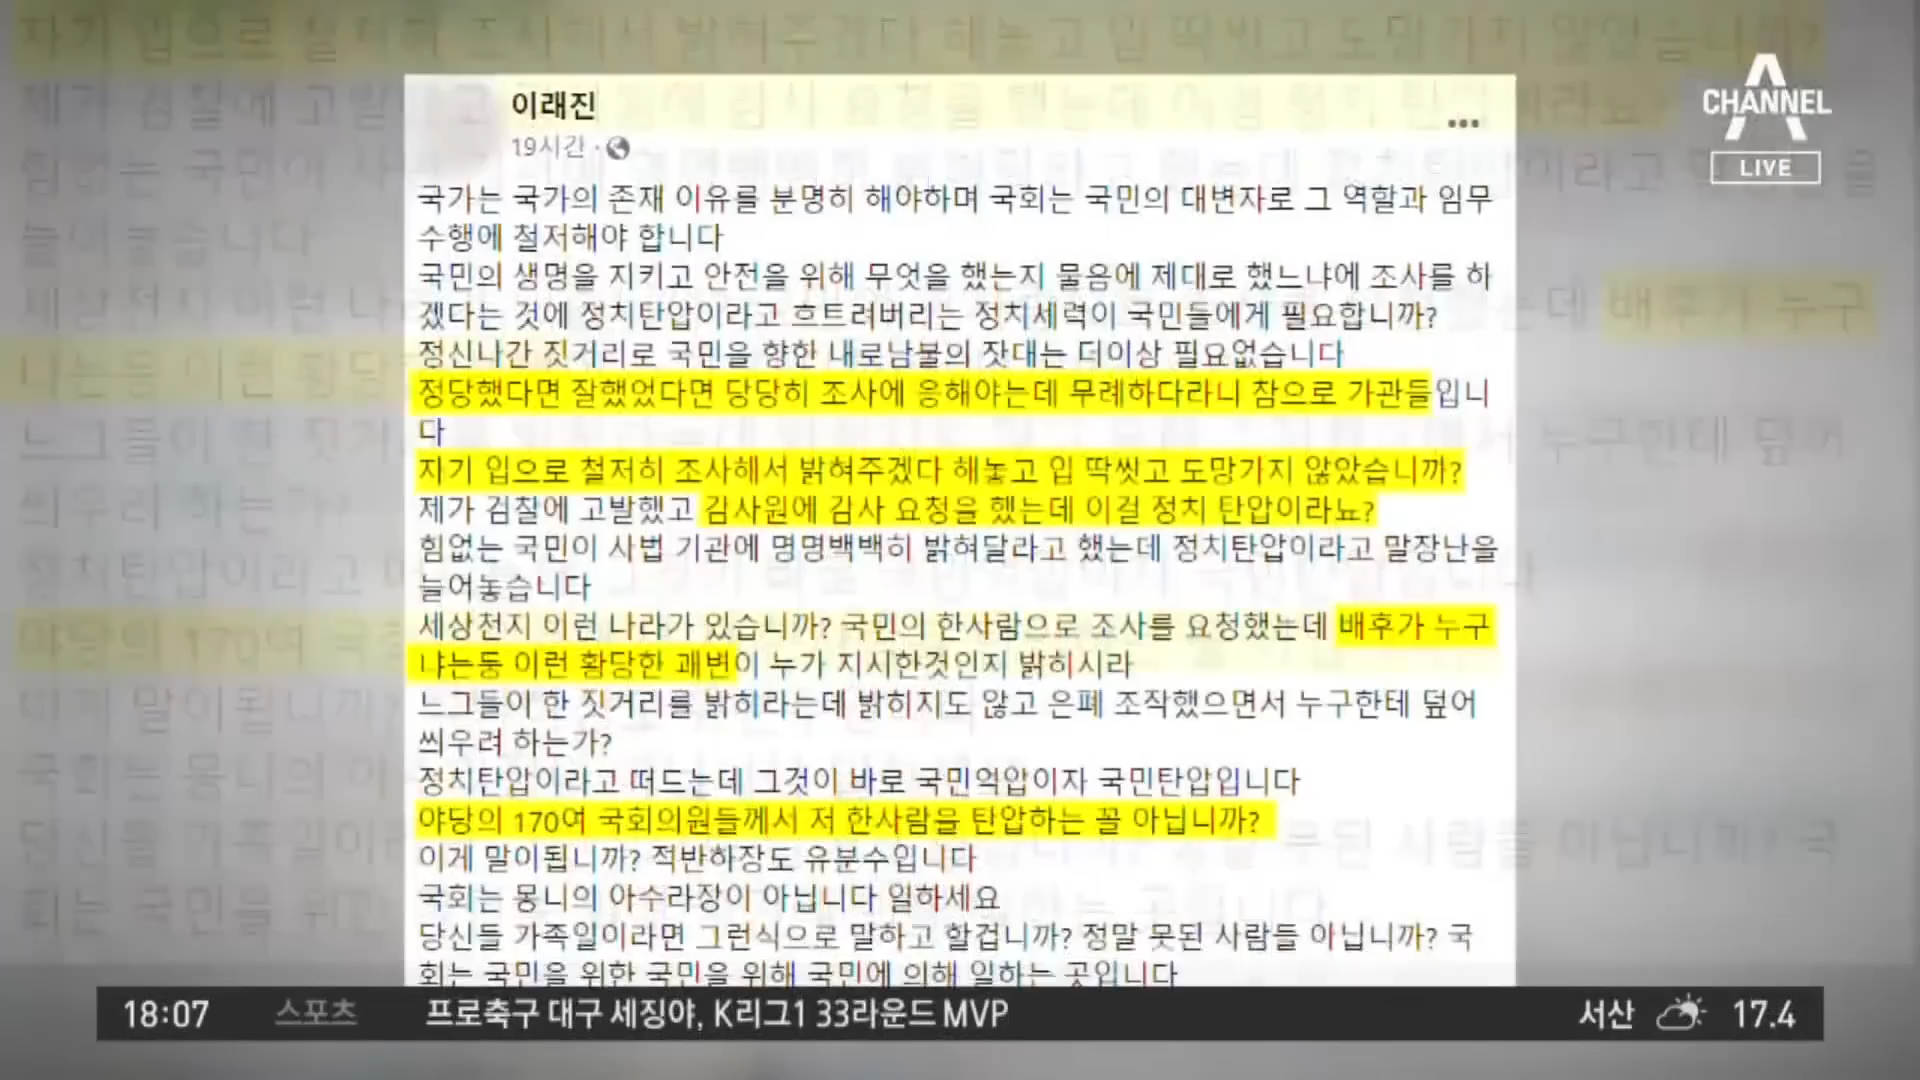 이래진
19시간
국가는 국가의 존재 이유를 분명히 해야하며 국회는 국민의 대변자로 그 역할과 임무
수행에 철저해야 합니다
국민의 생명을 지키고 안전을 위해 무엇을 했는지 물음에 제대로 했느냐에 조사를 하
겠다는 것에 정치탄압이라고 흐트려버리는 정치세력이 국민들에게 필요합니까?
정신나간 짓거리로 국민을 향한 내로남불의 잣대는 더이상 필요없습니다
정당했다면 잘했었다면 당당히 조사에 응해야는데 무례하다라니 참으로 가관들입니
다
자기 입으로 철저히 조사해서 밝혀주겠다 해놓고 입 딱씻고 도망가지 않았습니까?
제가 검찰에 고발했고 감사원에 감사 요청을 했는데 이걸 정치 탄압이라뇨?
힘없는 국민이 사법 기관에 명명백백히 밝혀달라고 했는데 정치탄압이라고 말장난을
늘어놓습니다
세상천지 이런 나라가 있습니까? 국민의 한사람으로 조사를 요청했는데 배후가 누구
냐는둥 이런 황당한 괴변이 누가 지시한것인지 밝히시라
느그들이 한 짓거리를 밝히라는데 밝히지도 않고 은폐 조작했으면서 누구한테 덮어
씌우려 하는가?
정치탄압이라고 떠드는데 그것이 바로 국민억압이자 국민탄압입니다
야당의 170여 국회의원들께서 저 한사람을 탄압하는 꼴 아닙니까?
이게 말이됩니까? 적반하장도 유분수입니다
국회는 몽니의 아수라장이 아닙니다 일하세요
당신들 가족일이라면 그런식으로 말하고 할겁니까? 정말 못된 사람들 아닙니까? 국
회는 국민을 위한 국민을 위해 국민에 의해 일하는 곳입니다
CHANNEL A
LIVE
18:07 스포츠 프로축구 대구 세징야, K리그1 33라운드 MVP 서산 17.4